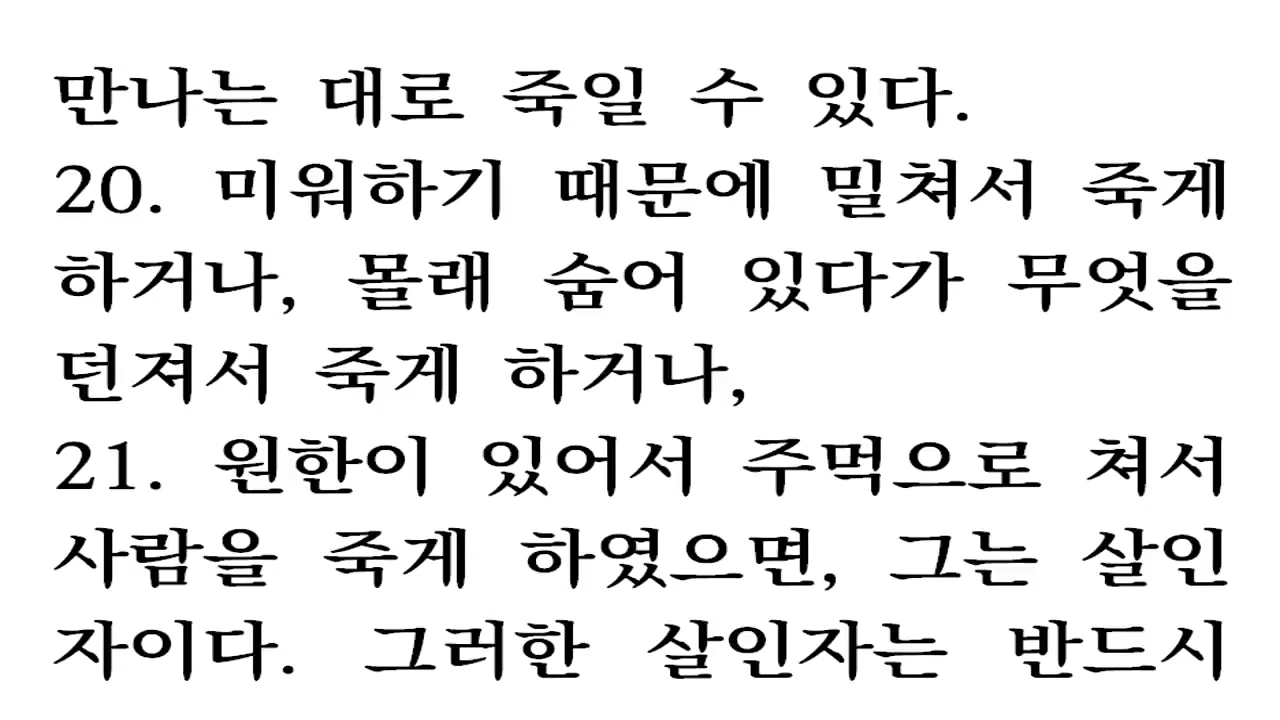 만나는 대로 죽일 수 있다.
20. 미워하기 때문에 밀쳐서 죽게
하거나, 몰래 숨어 있다가 무엇을
던져서 죽게 하거나,
21. 원한이 있어서 주먹으로 쳐서
사람을 죽게 하였으면, 그는 살인
자이다. 그러한 살인자는 반드시